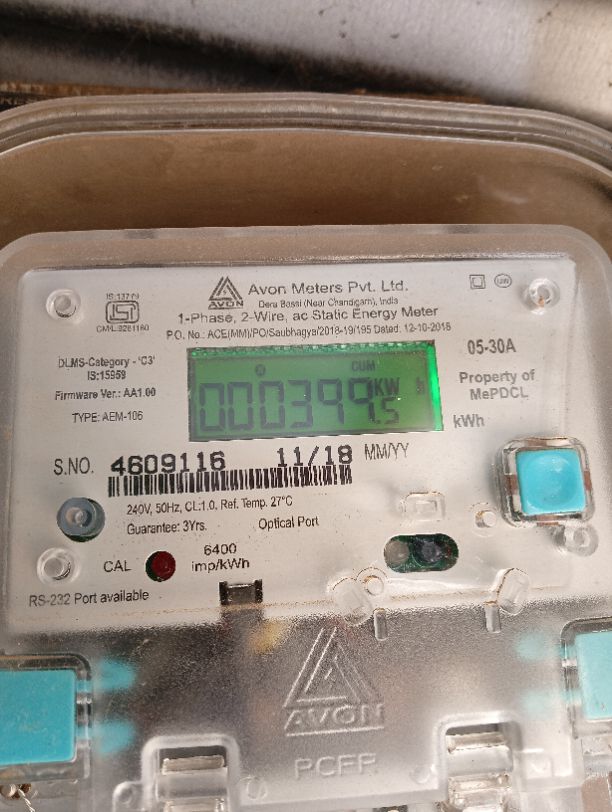 AVON
Avon Meters Pvt. Ltd.
Dera Bassi (Near Chandigarh), India
1-Phase, 2-Wire, ac Static Energy Meter
P.O. No.: ACE(MM)/PO/Saubhagya/2018-19/195 Dated: 12-10-2018
IS:13779
DLMS-Category - 'C3'
IS:15959
Firmware Ver.: AA1.00
TYPE: AEM-106
CUM
000399.5 KW h
05-30A
Property of
MePDCL
kWh
S.NO. 4609116 11/18 MM/YY
240V, 50Hz, CL:1.0. Ref. Temp. 27°C
Guarantee: 3Yrs. Optical Port
CAL 6400
imp/kWh
RS-232 Port available
AVON